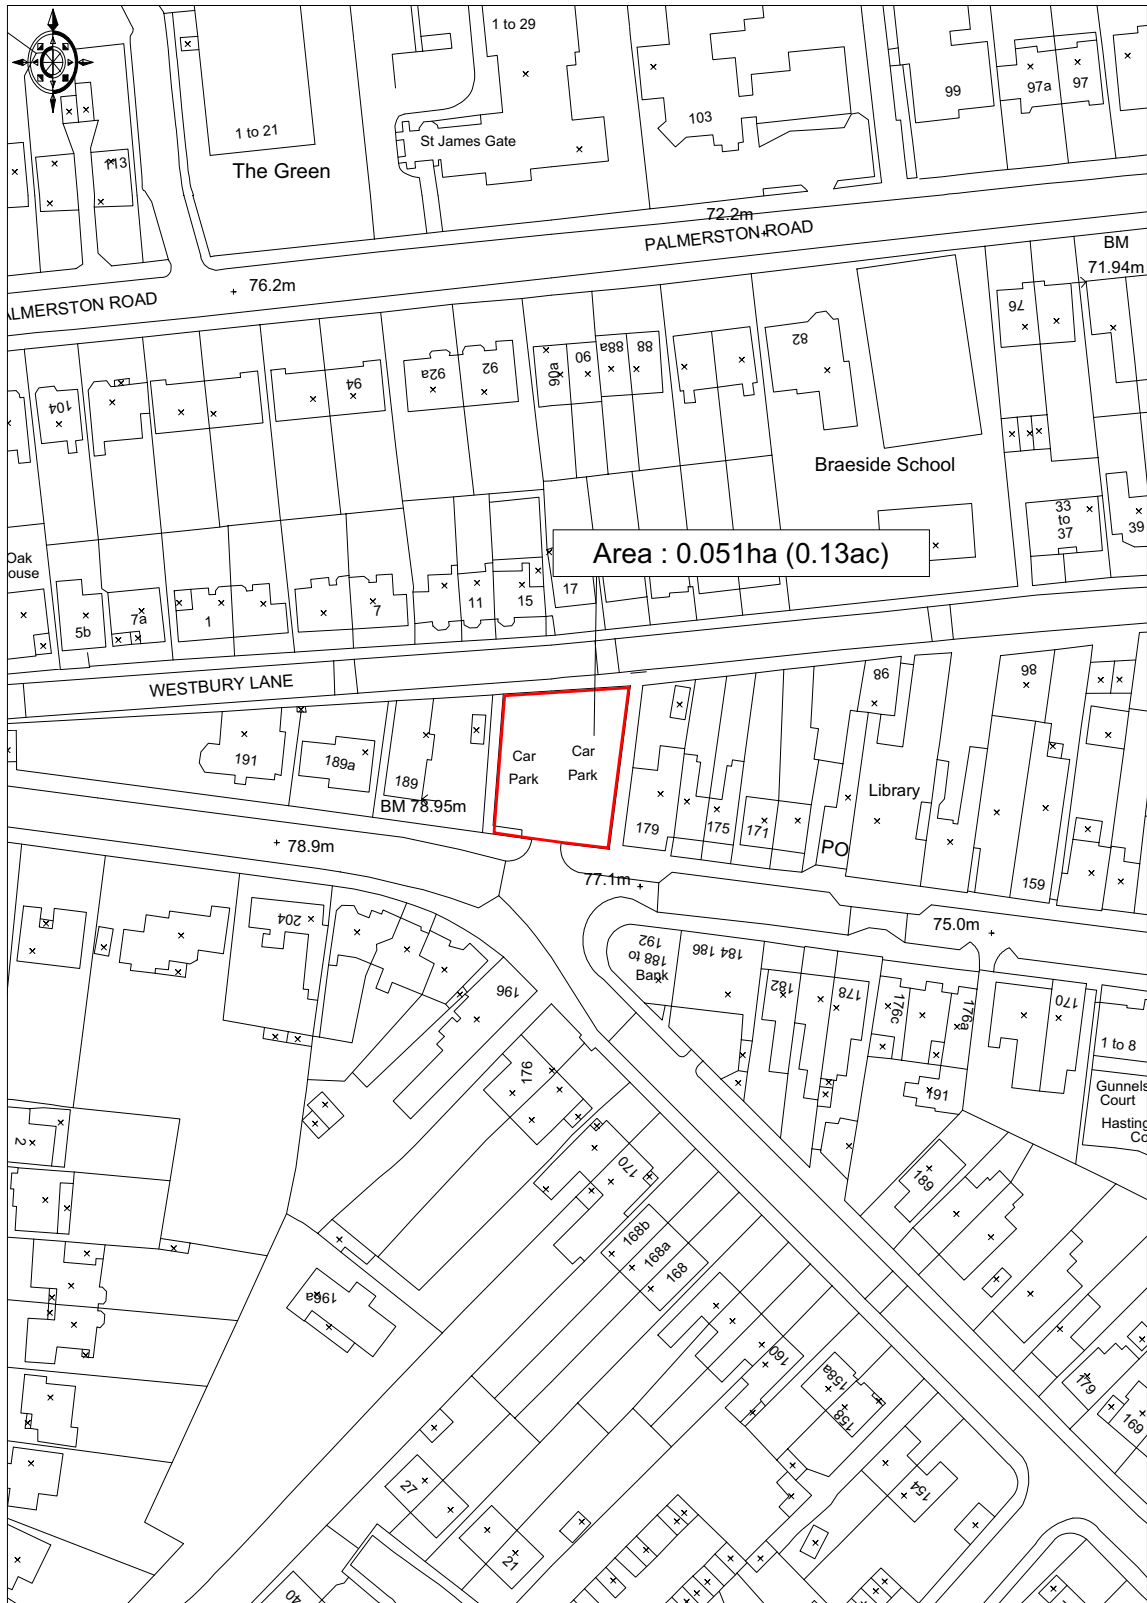 1 to 29
1 to 21
The Green
St James Gate
103
99
97a
97
113
72.2m
PALMERSTON ROAD
BM
71.94m
76.2m
ALMERSTON ROAD
76
82
88
88a
90
90a
92
92a
94
104
Braeside School
33
to
37
39
Area : 0.051ha (0.13ac)
Oak
ouse
5b
7a
1
7
11
15
17
WESTBURY LANE
86
98
191
189a
189
BM 78.95m
Car
Park
Car
Park
179
175
171
PO
Library
159
78.9m
77.1m
75.0m
204
196
192
188 to
Bank
184 186
182
178
176c
176a
170
1 to 8
Gunnels
Court
Hasting
Co
191
189
176
170
168b
168a
168
2
196a
160
158a
158
154
179
169
27
21
40